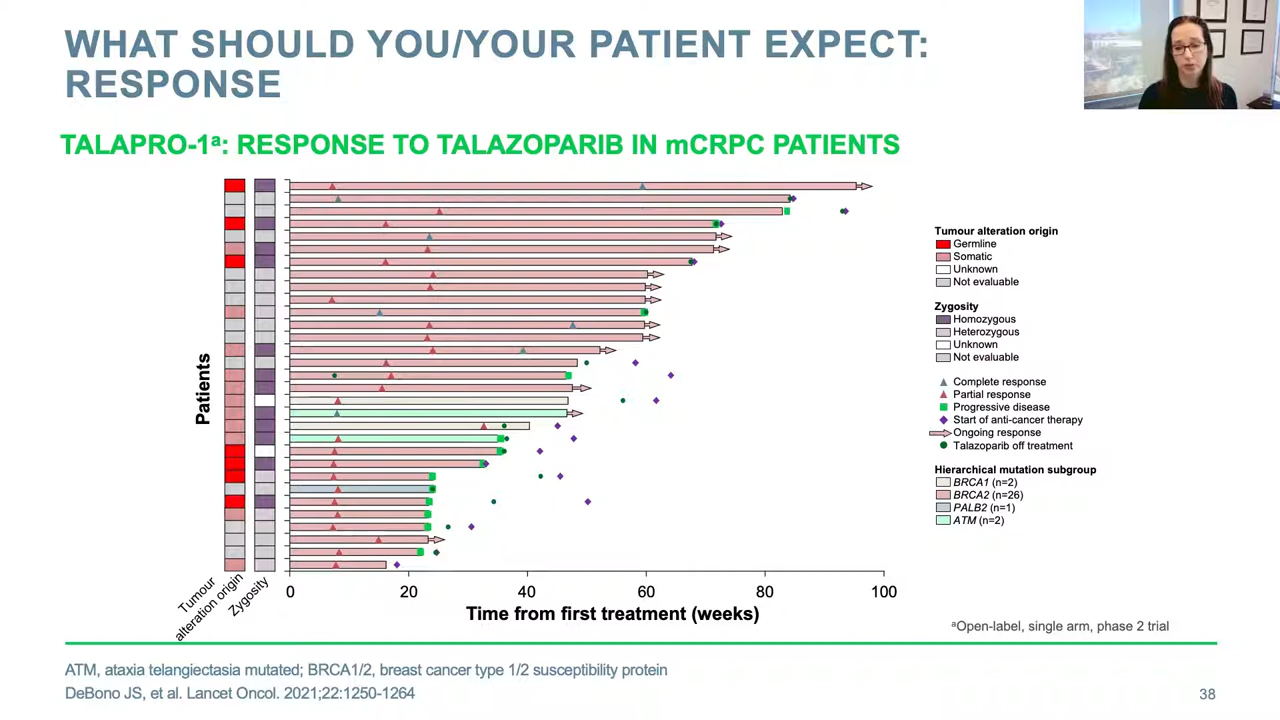 WHAT SHOULD YOU/YOUR PATIENT EXPECT:
RESPONSE
TALAPRO-1ª: RESPONSE TO TALAZOPARIB IN mCRPC PATIENTS
Patients
Tumour
alteration origin
Zygosity
0 20 40 60 80 100
Time from first treatment (weeks)
Tumour alteration origin
Germline
Somatic
Unknown
Not evaluable
Zygosity
Homozygous
Heterozygous
Unknown
Not evaluable
Complete response
Partial response
Progressive disease
Start of anti-cancer therapy
Ongoing response
Talazoparib off treatment
Hierarchical mutation subgroup
BRCA1 (n=2)
BRCA2 (n=26)
PALB2 (n=1)
ATM (n=2)
ªOpen-label, single arm, phase 2 trial
ATM, ataxia telangiectasia mutated; BRCA1/2, breast cancer type 1/2 susceptibility protein
DeBono JS, et al. Lancet Oncol. 2021;22:1250-1264
38